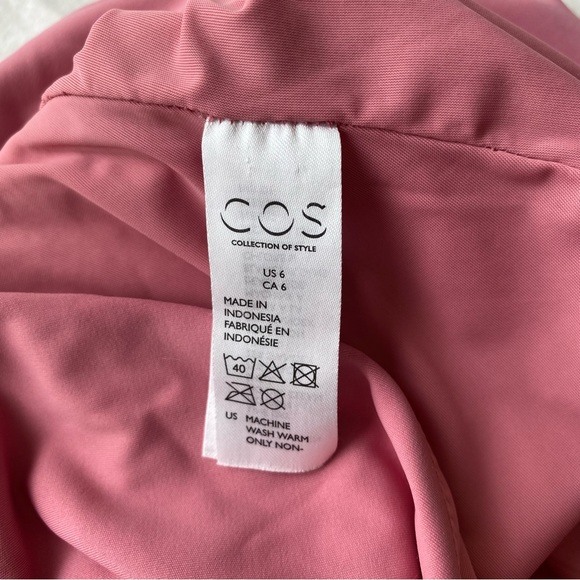 COS
COLLECTION OF STYLE
US 6
CA 6
MADE IN
INDONESIA
FABRIQUÉ EN
INDONÉSIE
40
US MACHINE
WASH WARM
ONLY NON-